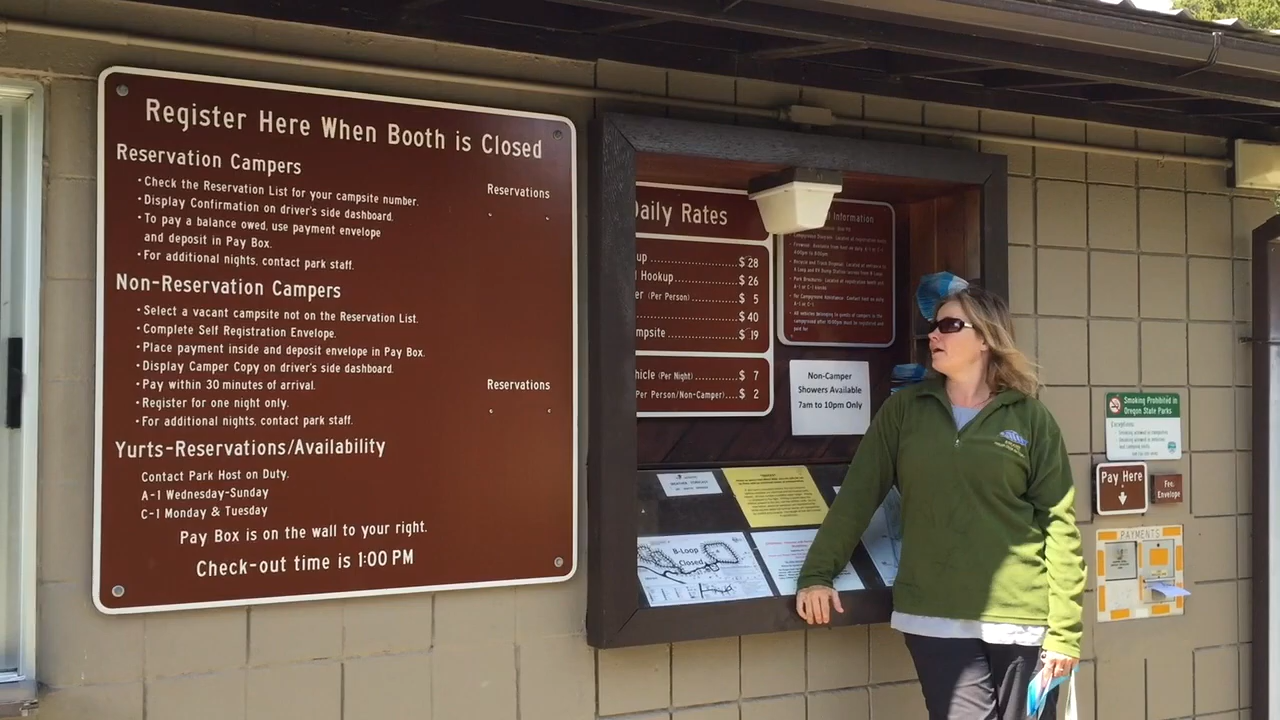 Register Here When Booth is Closed
Reservation Campers
Reservations
• Check the Reservation List for your campsite number.
• Display Confirmation on driver's side dashboard.
• To pay a balance owed, use payment envelope
and deposit in Pay Box.
• For additional nights, contact park staff.
Non-Reservation Campers
• Select a vacant campsite not on the Reservation List.
• Complete Self Registration Envelope.
• Place payment inside and deposit envelope in Pay Box.
• Display Camper Copy on driver's side dashboard.
• Pay within 30 minutes of arrival.
Reservations
• Register for one night only.
• For additional nights, contact park staff.
Yurts-Reservations/Availability
Contact Park Host on Duty.
A-1 Wednesday-Sunday
C-1 Monday & Tuesday
Pay Box is on the wall to your right.
Check-out time is 1:00 PM
Daily Rates
up ........ $ 28
Hookup ........ $ 26
er (Per Person) ........ $ 5
........ $ 40
mpsite ........ $ 19
hicle (Per Night) ........ $ 7
Per Person/Non-Camper) .... $ 2
Information
Non-Camper
Showers Available
7am to 10pm Only
B-Loop
Closed
Smoking Prohibited in
Oregon State Parks
Exceptions:
Pay Here
Fee
Envelope
PAYMENTS